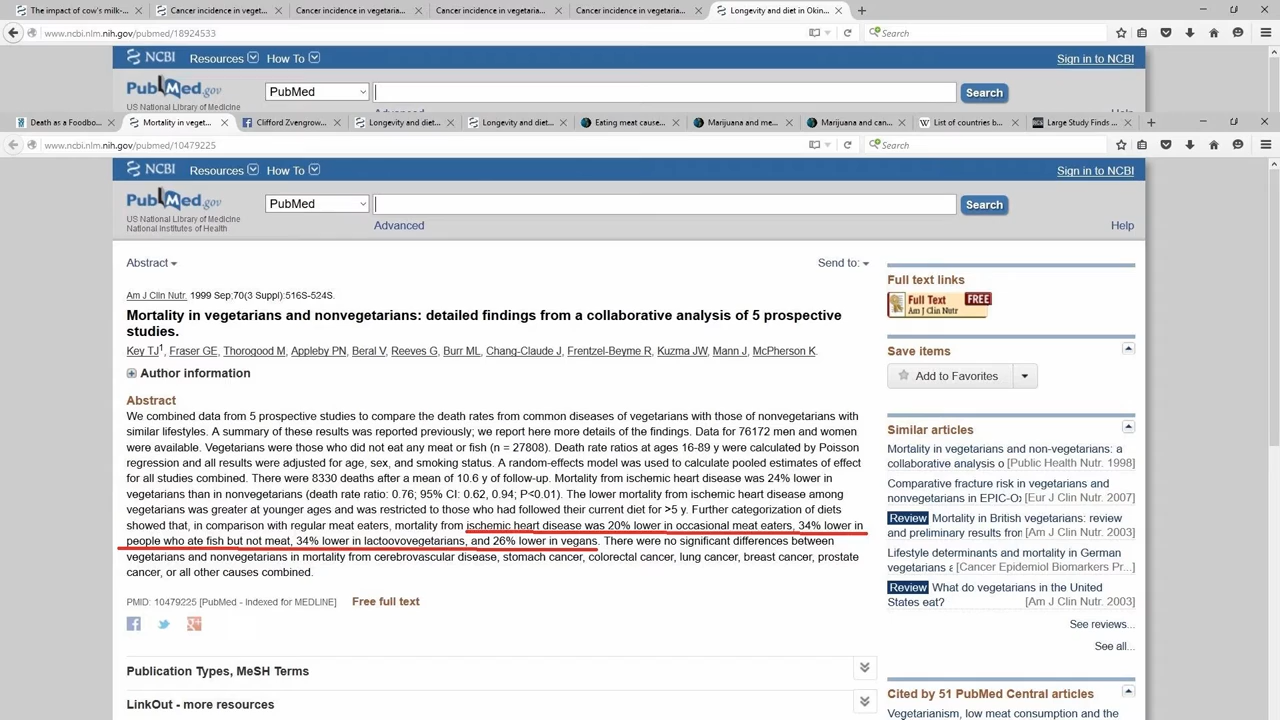 The impact of cow's milk-...
Cancer incidence in veget...
Cancer incidence in vegetaria...
Cancer incidence in vegetaria...
Cancer incidence in vegetaria...
Longevity and diet in Okin...
www.ncbi.nlm.nih.gov/pubmed/18924533
Search
NCBI Resources How To Sign in to NCBI
PubMed.gov
US National Library of Medicine
PubMed
Search
Advanced
Help
Death as a Foodbo...
Mortality in veget...
Clifford Zvengrow...
Longevity and diet...
Longevity and diet...
Eating meat cause...
Marijuana and me...
Marijuana and can...
List of countries b...
Large Study Finds ...
www.ncbi.nlm.nih.gov/pubmed/10479225
Search
NCBI Resources How To Sign in to NCBI
PubMed.gov
US National Library of Medicine
National Institutes of Health
PubMed
Search
Advanced
Help
Abstract
Send to:
Am J Clin Nutr. 1999 Sep;70(3 Suppl):516S-524S.
Mortality in vegetarians and nonvegetarians: detailed findings from a collaborative analysis of 5 prospective
studies.
Key TJ1, Fraser GE, Thorogood M, Appleby PN, Beral V, Reeves G, Burr ML, Chang-Claude J, Frentzel-Beyme R, Kuzma JW, Mann J, McPherson K.
Author information
Abstract
We combined data from 5 prospective studies to compare the death rates from common diseases of vegetarians with those of nonvegetarians with
similar lifestyles. A summary of these results was reported previously; we report here more details of the findings. Data for 76172 men and women
were available. Vegetarians were those who did not eat any meat or fish (n = 27808). Death rate ratios at ages 16-89 y were calculated by Poisson
regression and all results were adjusted for age, sex, and smoking status. A random-effects model was used to calculate pooled estimates of effect
for all studies combined. There were 8330 deaths after a mean of 10.6 y of follow-up. Mortality from ischemic heart disease was 24% lower in
vegetarians than in nonvegetarians (death rate ratio: 0.76; 95% CI: 0.62, 0.94; P<0.01). The lower mortality from ischemic heart disease among
vegetarians was greater at younger ages and was restricted to those who had followed their current diet for >5 y. Further categorization of diets
showed that, in comparison with regular meat eaters, mortality from ischemic heart disease was 20% lower in occasional meat eaters, 34% lower in
people who ate fish but not meat, 34% lower in lactoovovegetarians, and 26% lower in vegans. There were no significant differences between
vegetarians and nonvegetarians in mortality from cerebrovascular disease, stomach cancer, colorectal cancer, lung cancer, breast cancer, prostate
cancer, or all other causes combined.
PMID: 10479225 [PubMed - Indexed for MEDLINE] Free full text
Publication Types, MeSH Terms
LinkOut - more resources
Full text links
Full Text FREE
Am J Clin Nutr
Save items
Add to Favorites
Similar articles
Mortality in vegetarians and non-vegetarians: a
collaborative analysis o [Public Health Nutr. 1998]
Comparative fracture risk in vegetarians and
nonvegetarians in EPIC-O [Eur J Clin Nutr. 2007]
Review Mortality in British vegetarians: review
and preliminary results fron [Am J Clin Nutr. 2003]
Lifestyle determinants and mortality in German
vegetarians [Cancer Epidemiol Biomarkers Pr...]
Review What do vegetarians in the United
States eat? [Am J Clin Nutr. 2003]
See reviews...
See all...
Cited by 51 PubMed Central articles
Vegetarianism, low meat consumption and the